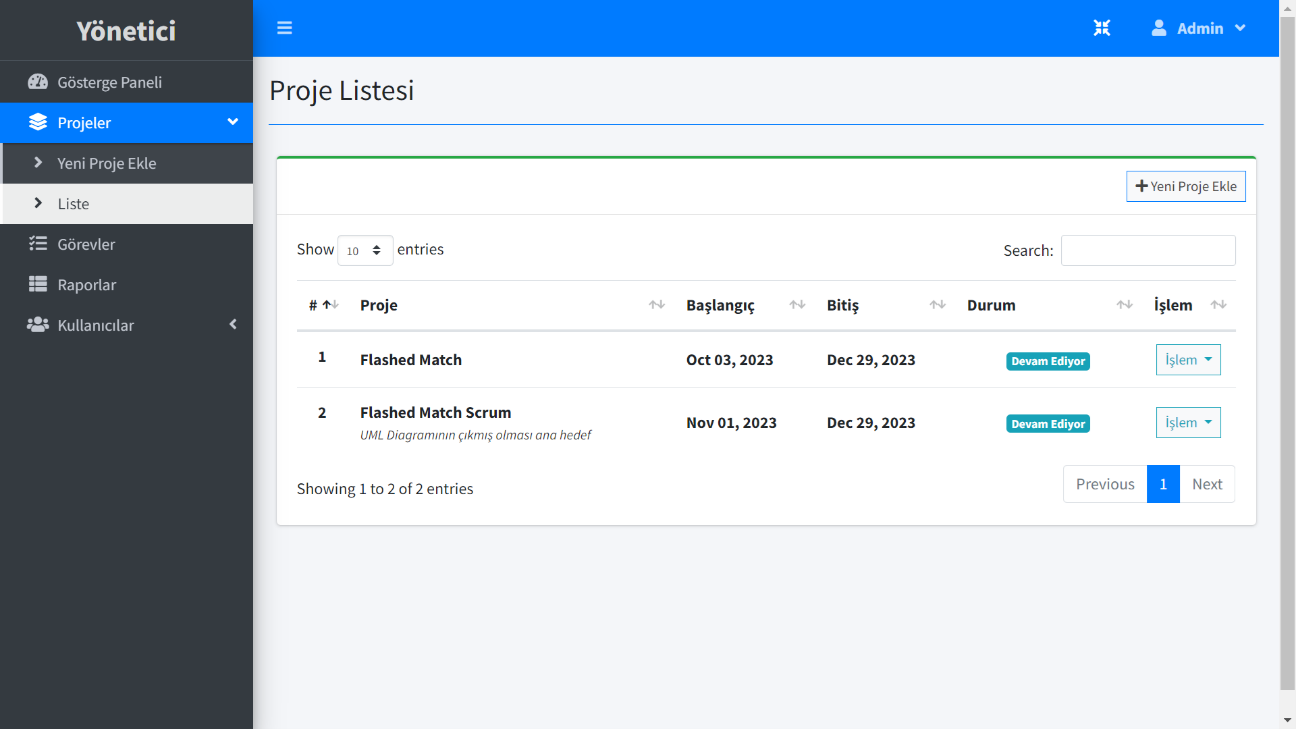 Yönetici
Admin
Gösterge Paneli
Projeler
Yeni Proje Ekle
Liste
Görevler
Raporlar
Kullanıcılar
Proje Listesi
Yeni Proje Ekle
Show 10 entries
Search:
# Proje Başlangıç Bitiş Durum İşlem
1 Flashed Match Oct 03, 2023 Dec 29, 2023 Devam Ediyor İşlem
2 Flashed Match Scrum Nov 01, 2023 Dec 29, 2023 Devam Ediyor İşlem
UML Diagramının çıkmış olması ana hedef
Showing 1 to 2 of 2 entries
Previous 1 Next